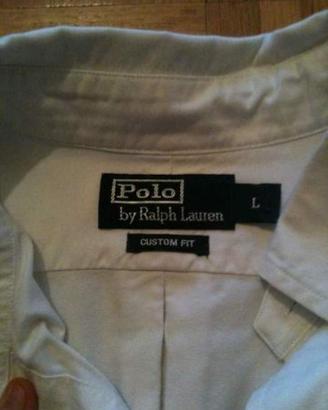 Polo
by Ralph Lauren
L
CUSTOM FIT